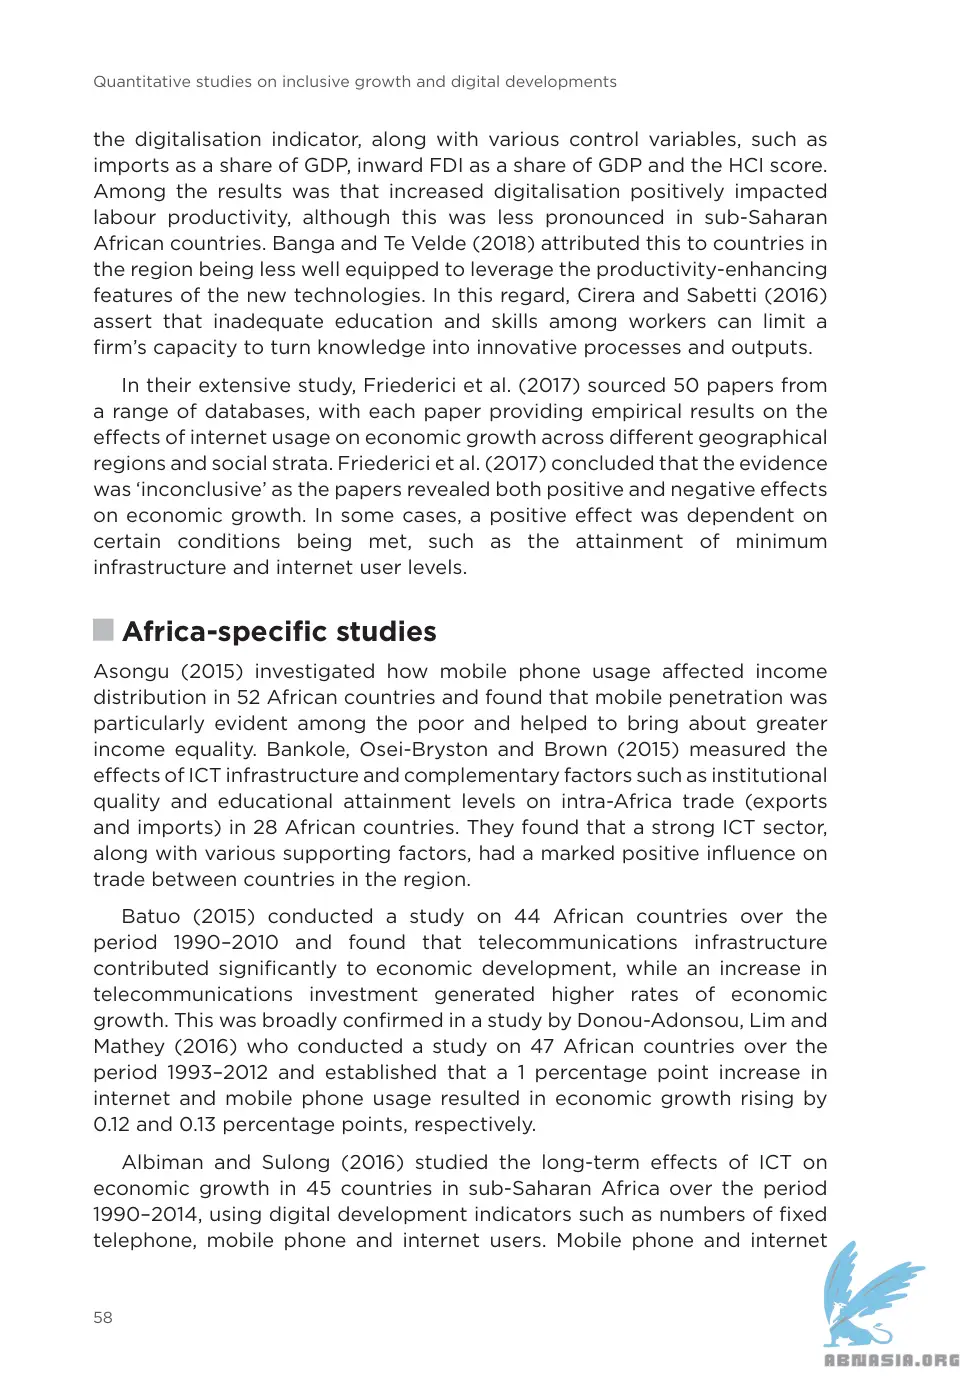 Quantitative studies on inclusive growth and digital developments
the digitalisation indicator, along with various control variables, such as
imports as a share of GDP, inward FDI as a share of GDP and the HCI score.
Among the results was that increased digitalisation positively impacted
labour productivity, although this was less pronounced in sub-Saharan
African countries. Banga and Te Velde (2018) attributed this to countries in
the region being less well equipped to leverage the productivity-enhancing
features of the new technologies. In this regard, Cirera and Sabetti (2016)
assert that inadequate education and skills among workers can limit a
firm’s capacity to turn knowledge into innovative processes and outputs.
In their extensive study, Friederici et al. (2017) sourced 50 papers from
a range of databases, with each paper providing empirical results on the
effects of internet usage on economic growth across different geographical
regions and social strata. Friederici et al. (2017) concluded that the evidence
was ‘inconclusive’ as the papers revealed both positive and negative effects
on economic growth. In some cases, a positive effect was dependent on
certain conditions being met, such as the attainment of minimum
infrastructure and internet user levels.
Africa-specific studies
Asongu (2015) investigated how mobile phone usage affected income
distribution in 52 African countries and found that mobile penetration was
particularly evident among the poor and helped to bring about greater
income equality. Bankole, Osei-Bryston and Brown (2015) measured the
effects of ICT infrastructure and complementary factors such as institutional
quality and educational attainment levels on intra-Africa trade (exports
and imports) in 28 African countries. They found that a strong ICT sector,
along with various supporting factors, had a marked positive influence on
trade between countries in the region.
Batuo (2015) conducted a study on 44 African countries over the
period 1990–2010 and found that telecommunications infrastructure
contributed significantly to economic development, while an increase in
telecommunications investment generated higher rates of economic
growth. This was broadly confirmed in a study by Donou-Adonsou, Lim and
Mathey (2016) who conducted a study on 47 African countries over the
period 1993–2012 and established that a 1 percentage point increase in
internet and mobile phone usage resulted in economic growth rising by
0.12 and 0.13 percentage points, respectively.
Albiman and Sulong (2016) studied the long-term effects of ICT on
economic growth in 45 countries in sub-Saharan Africa over the period
1990–2014, using digital development indicators such as numbers of fixed
telephone, mobile phone and internet users. Mobile phone and internet
58
ABNASIA.ORG